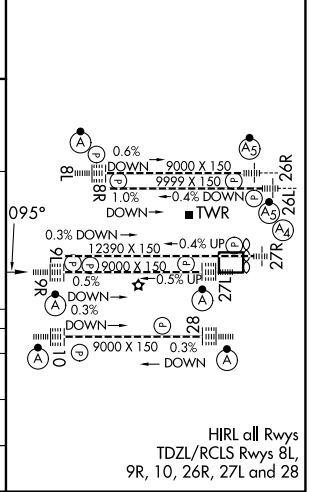 A
A5
P
0.6%
DOWN
9000 X 150
8L
P
P
26R
8R
9999 X 150
P
26L
1.0%
0.4% DOWN
A5
095°
DOWN
TWR
A4
0.3% DOWN
12390 X 150
0.4% UP
P
27R
9
P
P
9000 X 150
P
9R
0.5%
0.5% UP
27L
A
DOWN
A
0.3%
DOWN
P
28
9000 X 150
0.3%
A
10
P
DOWN
A
HIRL all Rwys
TDZL/RCLS Rwys 8L,
9R, 10, 26R, 27L and 28